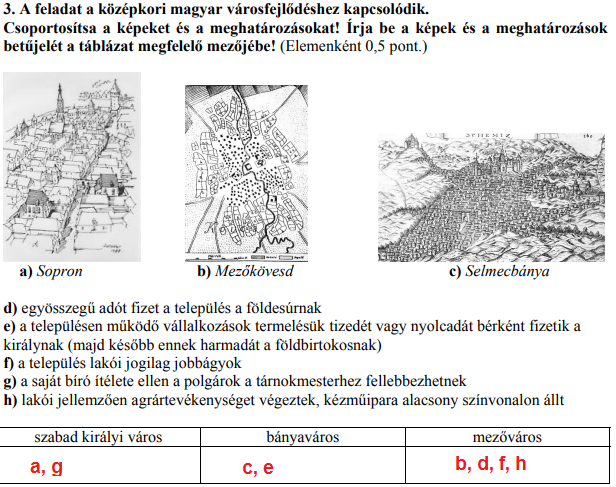 3. A feladat a középkori magyar városfejlődéshez kapcsolódik.
Csoportosítsa a képeket és a meghatározásokat! Írja be a képek és a meghatározások
betűjelét a táblázat megfelelő mezőjébe! (Elemenként 0,5 pont.)
SCHEMIZ
a) Sopron
b) Mezőkövesd
c) Selmecbánya
d) egyösszegű adót fizet a település a földesúrnak
e) a településen működő vállalkozások termelésük tizedét vagy nyolcadát bérként fizetik a
királynak (majd később ennek harmadát a földbirtokosnak)
f) a település lakói jogilag jobbágyok
g) a saját bíró ítélete ellen a polgárok a tárnokmesterhez fellebbezhetnek
h) lakói jellemzően agrártevékenységet végeztek, kézműipara alacsony színvonalon állt
szabad királyi város
bányaváros
mezőváros
a, g
c, e
b, d, f, h